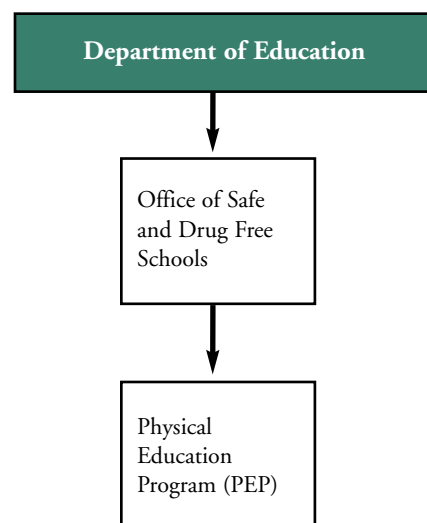 Department of Education
Office of Safe
and Drug Free
Schools
Physical
Education
Program (PEP)